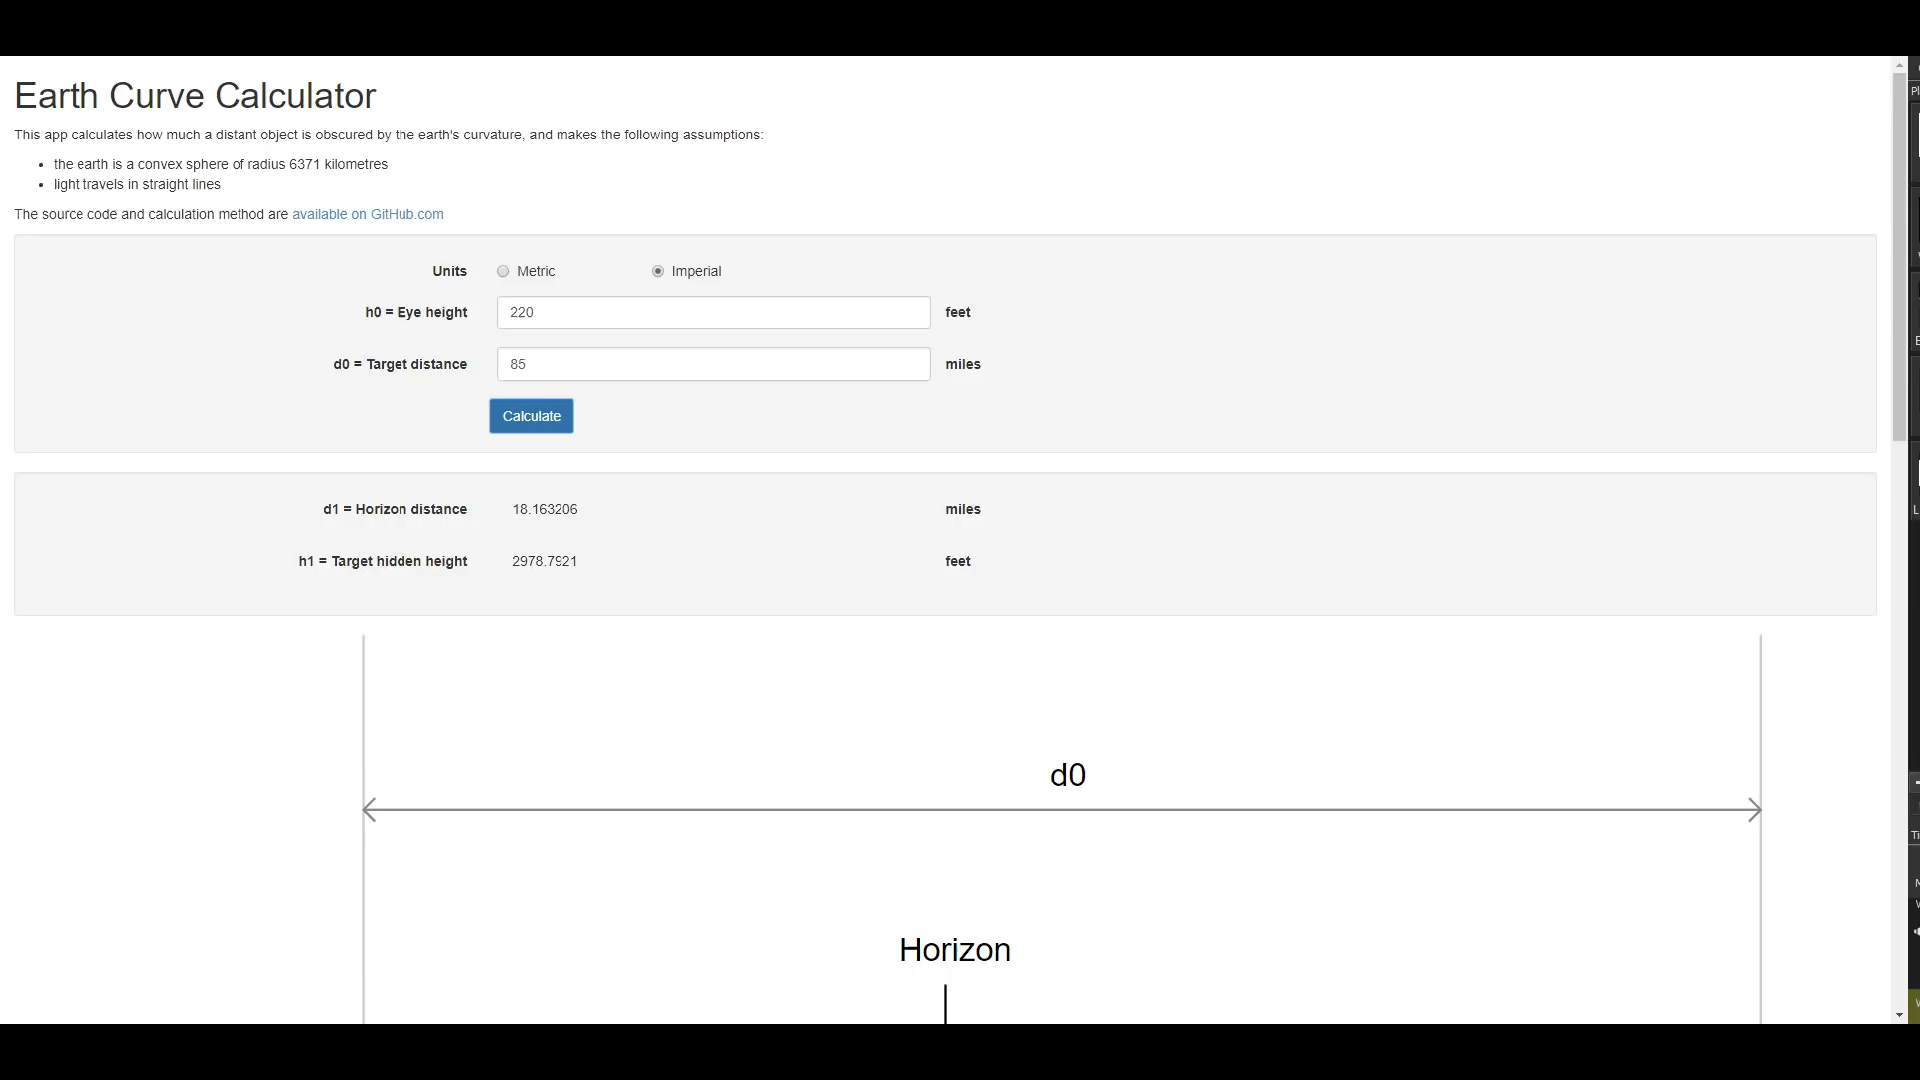 Earth Curve Calculator
This app calculates how much a distant object is obscured by the earth's curvature, and makes the following assumptions:
• the earth is a convex sphere of radius 6371 kilometres
• light travels in straight lines
The source code and calculation method are available on GitHub.com
Units Metric Imperial
h0 = Eye height 220 feet
d0 = Target distance 85 miles
Calculate
d1 = Horizon distance 18.163206 miles
h1 = Target hidden height 2978.7921 feet
d0
Horizon